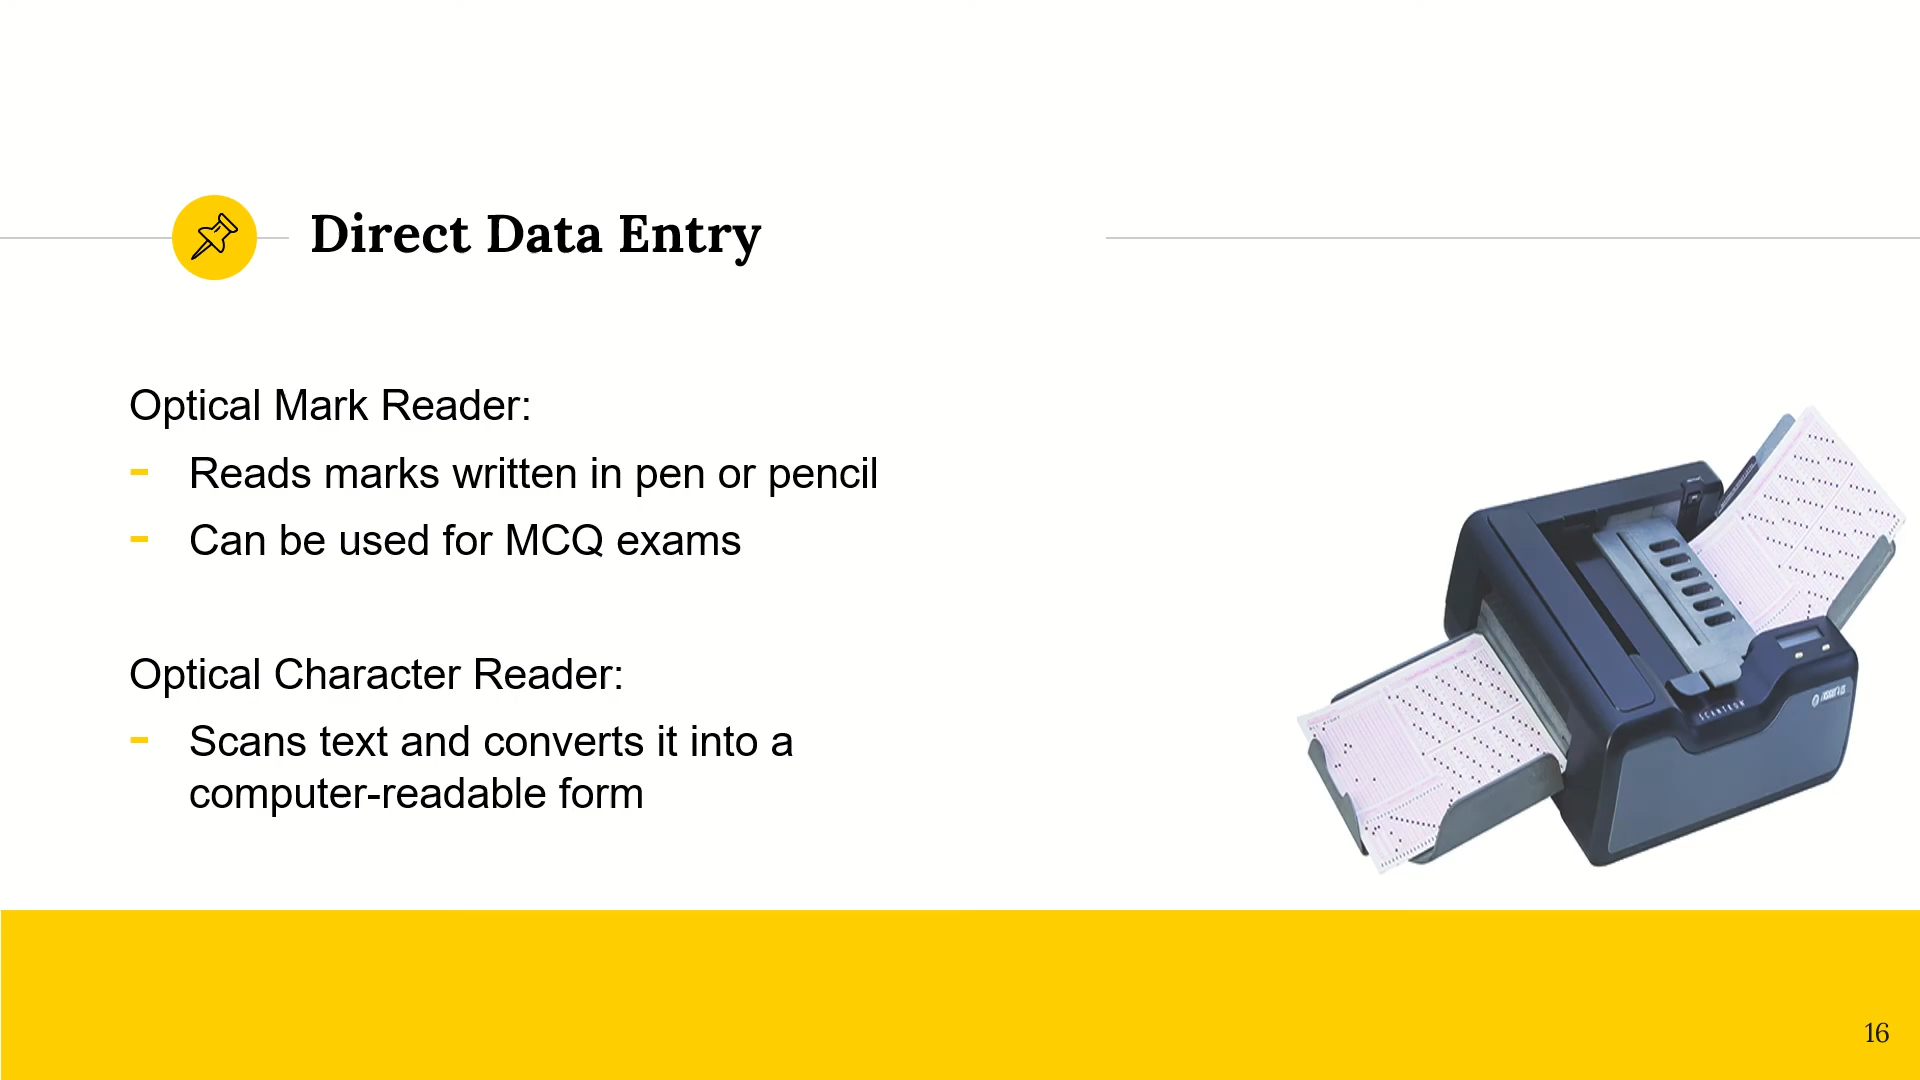 Direct Data Entry
Optical Mark Reader:
- Reads marks written in pen or pencil
- Can be used for MCQ exams
Optical Character Reader:
- Scans text and converts it into a
computer-readable form
SCANTRON
16